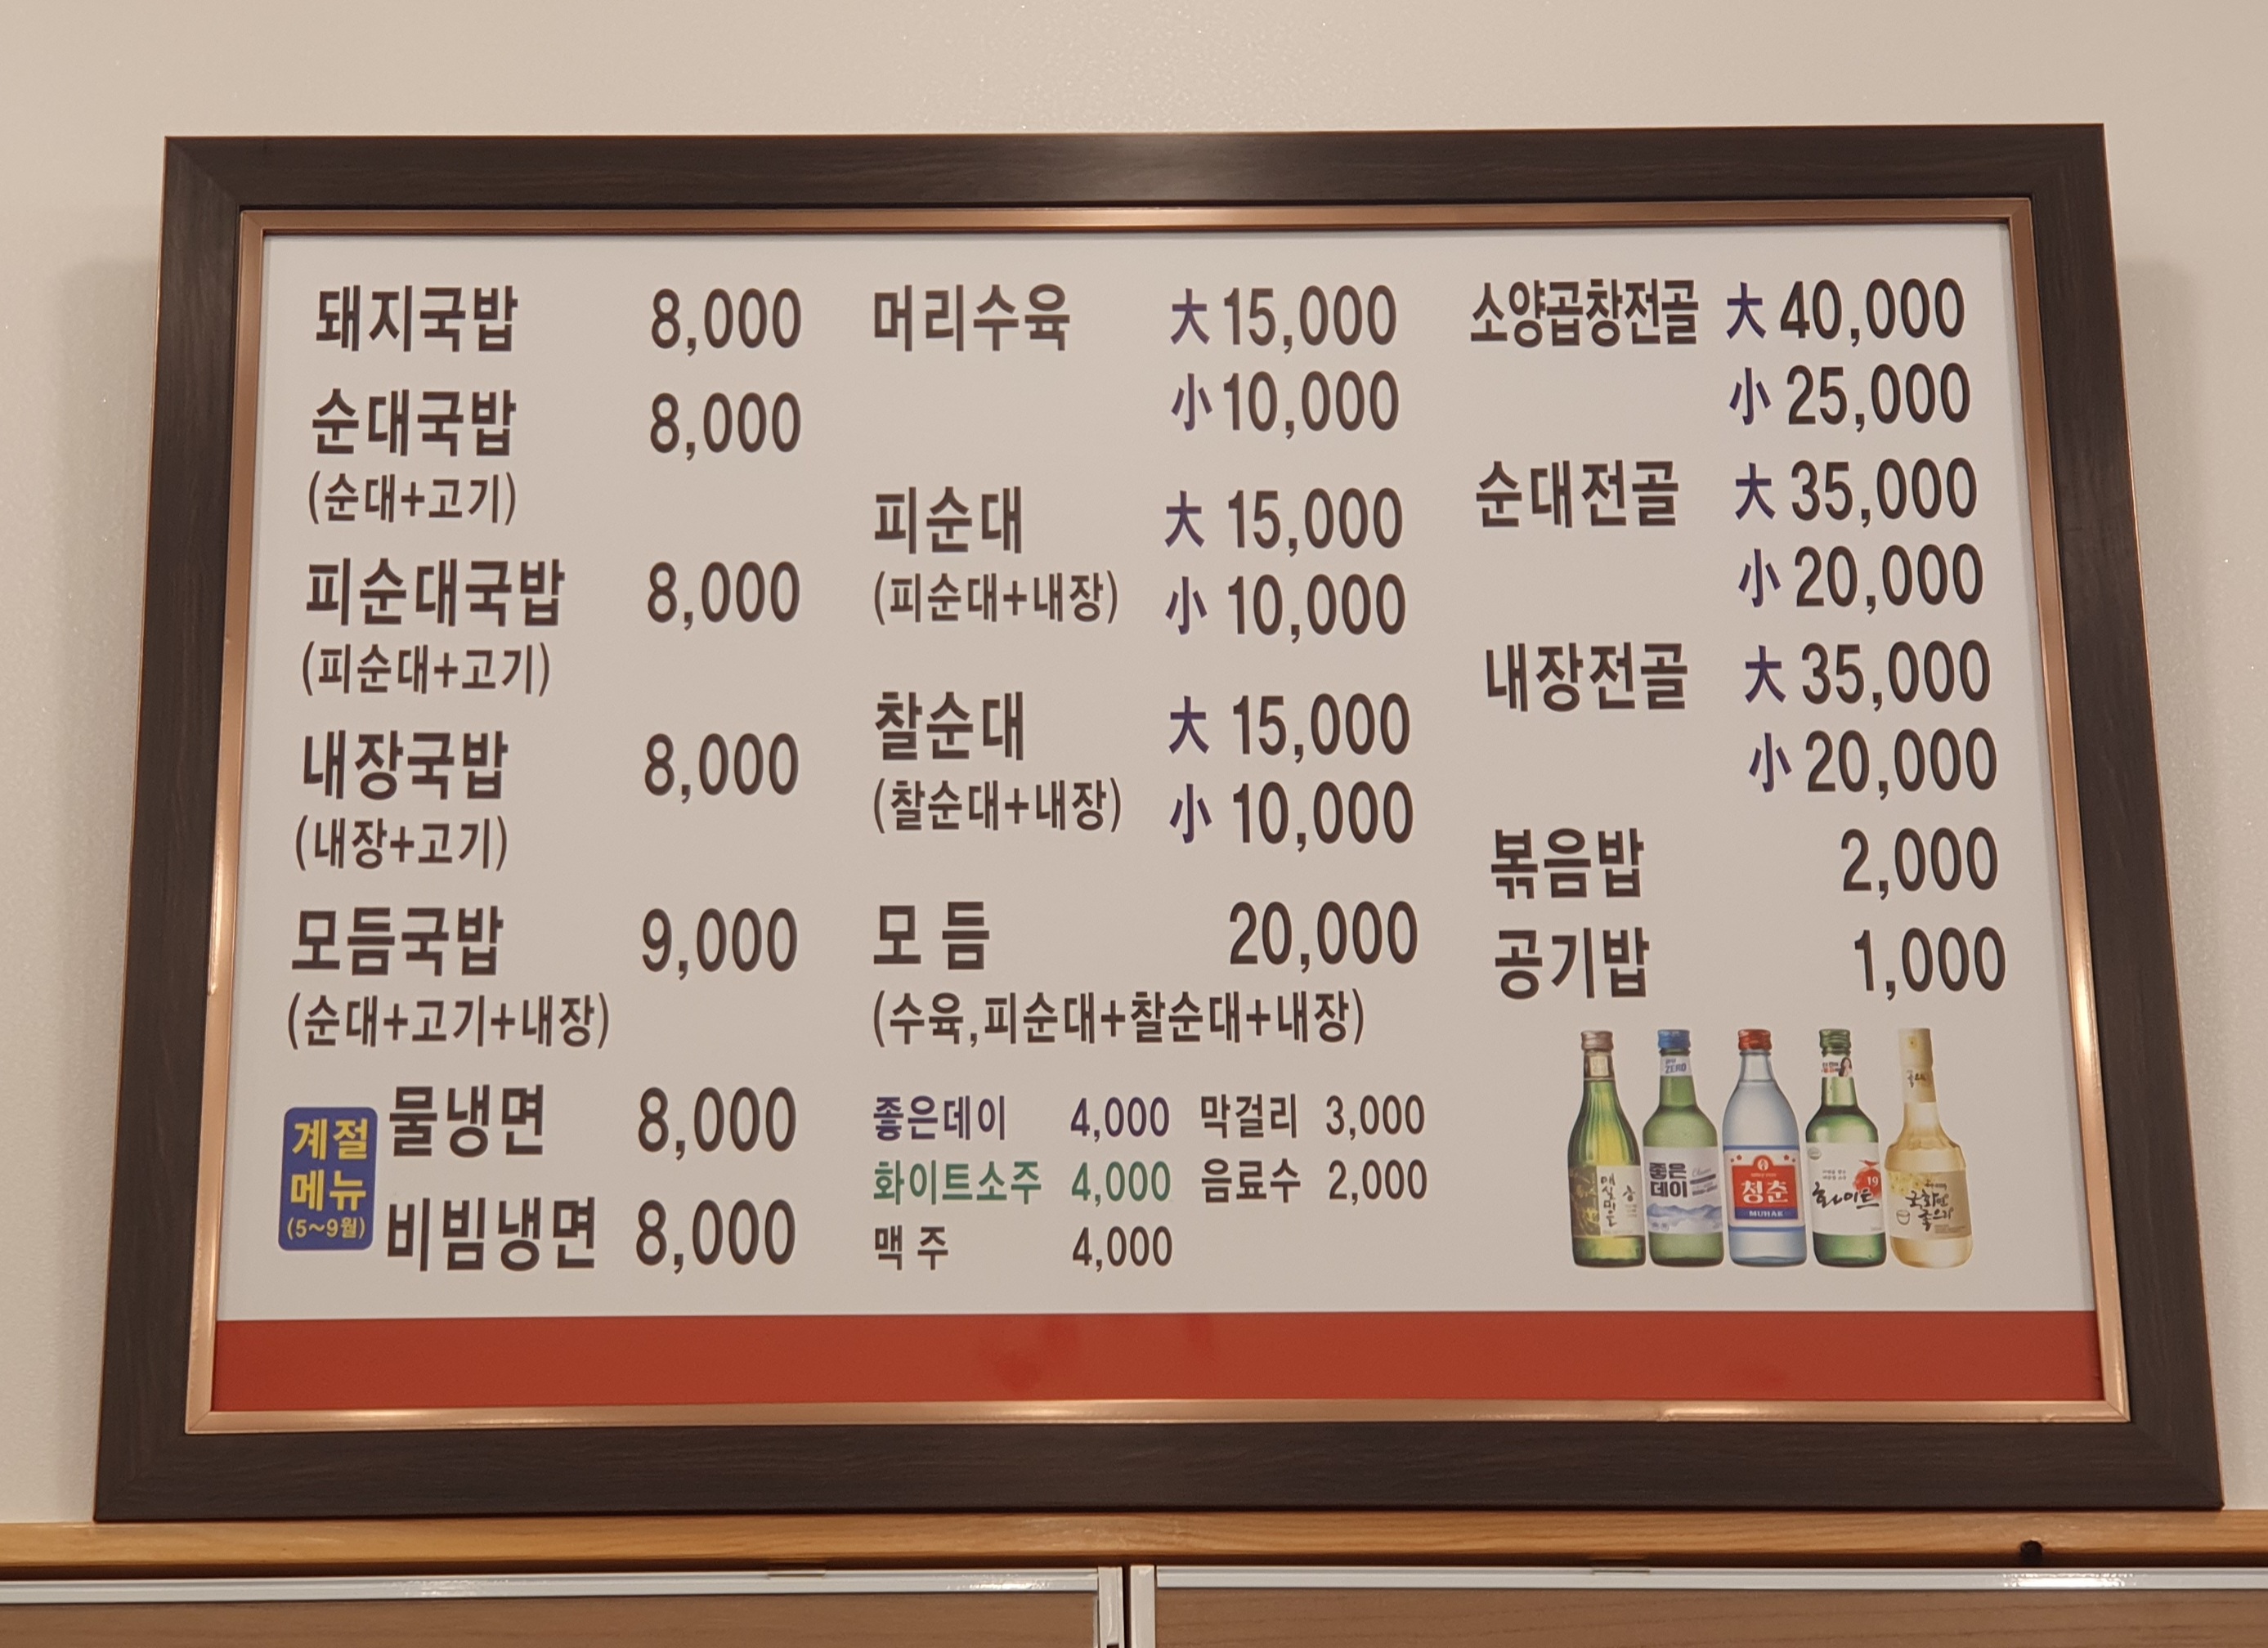 돼지국밥 8,000
순대국밥 8,000
(순대+고기)
피순대국밥 8,000
(피순대+고기)
내장국밥 8,000
(내장+고기)
모듬국밥 9,000
(순대+고기+내장)
계절
메뉴
(5~9월)
물냉면 8,000
비빔냉면 8,000
머리수육 大 15,000
小 10,000
피순대 大 15,000
(피순대+내장) 小 10,000
찰순대 大 15,000
(찰순대+내장) 小 10,000
모 듬 20,000
(수육,피순대+찰순대+내장)
좋은데이 4,000 막걸리 3,000
화이트소주 4,000 음료수 2,000
맥 주 4,000
소양곱창전골 大 40,000
小 25,000
순대전골 大 35,000
小 20,000
내장전골 大 35,000
小 20,000
볶음밥 2,000
공기밥 1,000
ZERO
좋은
데이
청춘
MUHAK
화이트
19